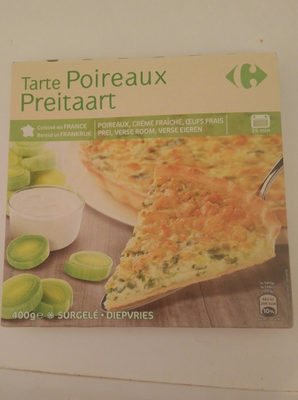 Tarte Poireaux
Preitaart
Cuisiné en FRANCE
Bereid in FRANKRIJK
POIREAUX, CRÈME FRAÎCHE, ŒUFS FRAIS
PREI, VERSE ROOM, VERSE EIEREN
400g e ❄ SURGELÉ • DIEPVRIES
10%